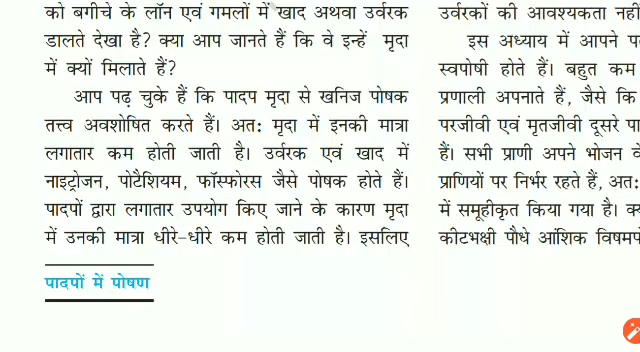 को बगीचे के लॉन एवं गमलों में खाद अथवा उर्वरक
डालते देखा है? क्या आप जानते हैं कि वे इन्हें मृदा
में क्यों मिलाते हैं?
आप पढ़ चुके हैं कि पादप मृदा से खनिज पोषक
तत्त्व अवशोषित करते हैं। अत: मृदा में इनकी मात्रा
लगातार कम होती जाती है। उर्वरक एवं खाद में
नाइट्रोजन, पोटैशियम, फॉस्फोरस जैसे पोषक होते हैं।
पादपों द्वारा लगातार उपयोग किए जाने के कारण मृदा
में उनकी मात्रा धीरे-धीरे कम होती जाती है। इसलिए
पादपों में पोषण
उर्वरकों की आवश्यकता नहीं
इस अध्याय में आपने
स्वपोषी होते हैं। बहुत कम
प्रणाली अपनाते हैं, जैसे कि
परजीवी एवं मृतजीवी दूसरे
हैं। सभी प्राणी अपने भोजन
प्राणियों पर निर्भर रहते हैं, अत:
में समूहीकृत किया गया है।
कीटभक्षी पौधे आंशिक